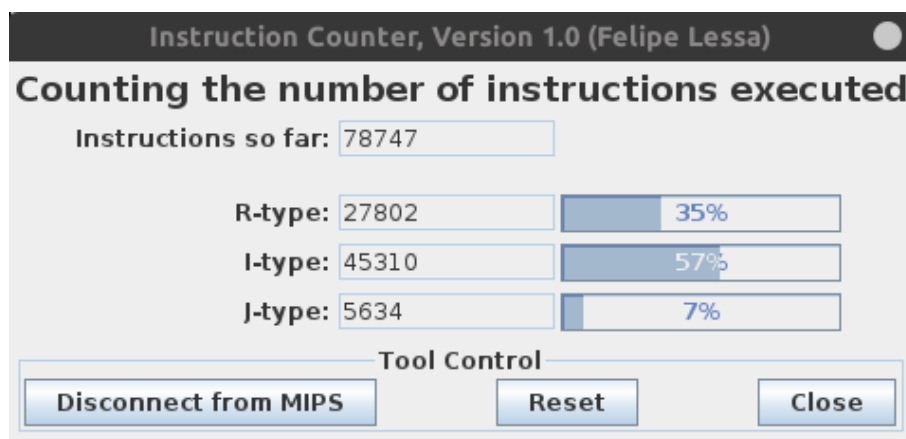 Instruction Counter, Version 1.0 (Felipe Lessa)
Counting the number of instructions executed
Instructions so far: 78747
R-type: 27802 35%
I-type: 45310 57%
J-type: 5634 7%
Tool Control
Disconnect from MIPS Reset Close